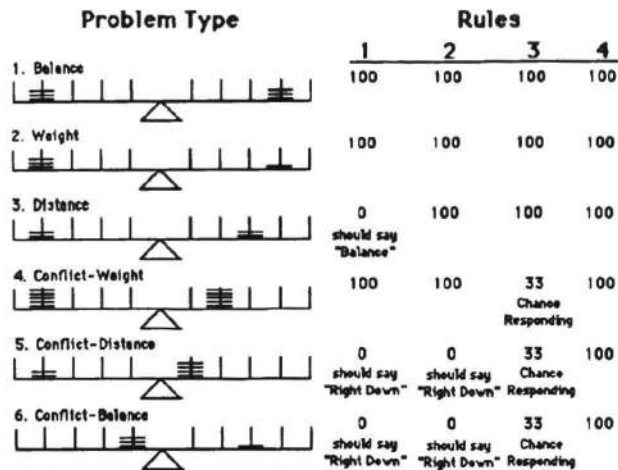 Problem Type Rules
1 2 3 4
1. Balance
100 100 100 100
2. Weight
100 100 100 100
3. Distance
0 100 100 100
should say
"Balance"
4. Conflict-Weight
100 100 33 100
Chance
Responding
5. Conflict-Distance
0 0 33 100
should say should say Chance
"Right Down" "Right Down" Responding
6. Conflict-Balance
0 0 33 100
should say should say Chance
"Right Down" "Right Down" Responding